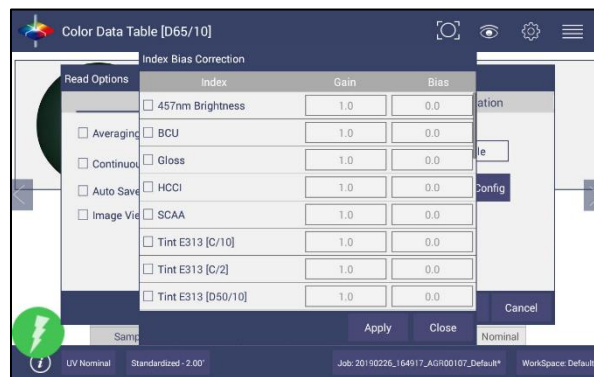 Color Data Table [D65/10]
Index Bias Correction
Read Options
Index Gain Bias
ation
457nm Brightness 1.0 0.0
Averaging
BCU 1.0 0.0
le
Continuou
Gloss 1.0 0.0
Config
Auto Save
HCCI 1.0 0.0
Image Vie
SCAA 1.0 0.0
Tint E313 [C/10] 1.0 0.0
Tint E313 [C/2] 1.0 0.0
Tint E313 [D50/10] 1.0 0.0
Cancel
Apply Close
Samp
Nominal
i UV Nominal Standardized - 2.00" Job: 20190226_164917_AGR00107_Default* WorkSpace: Default